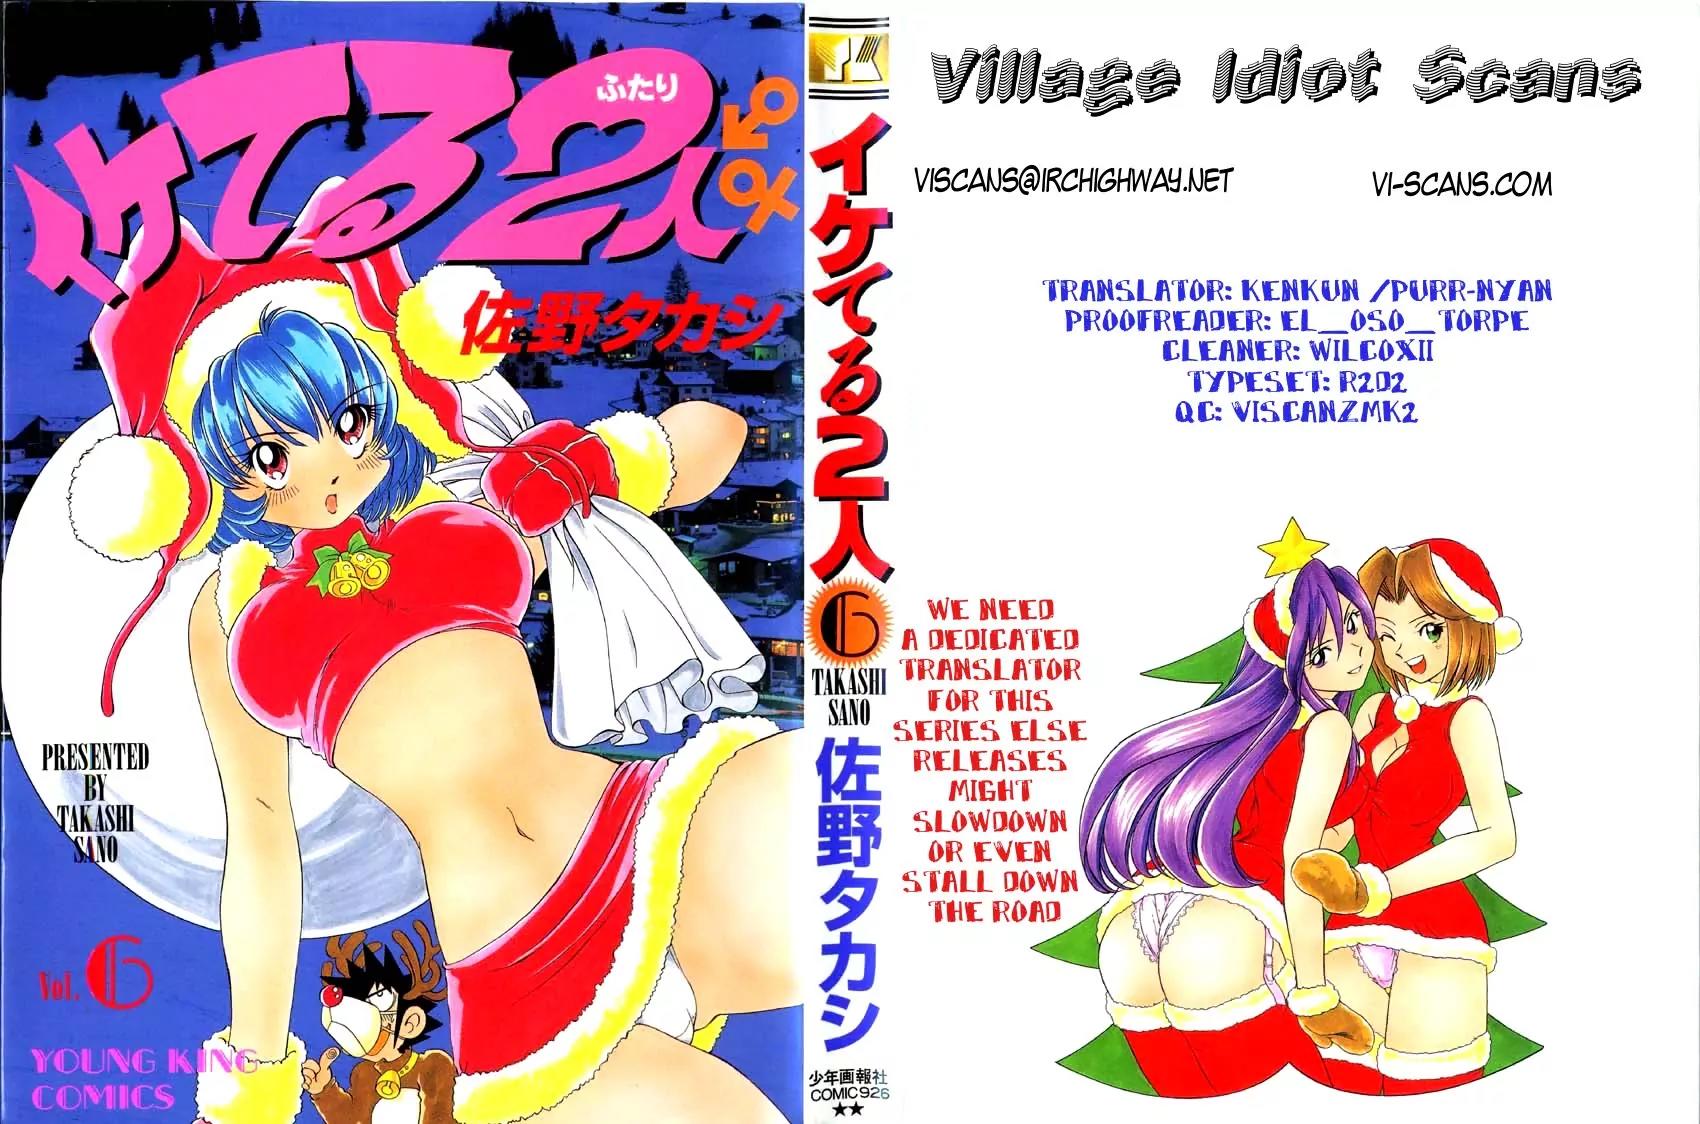 ふたり
イケてる2人
佐野タカシ
PRESENTED
BY
TAKASHI
SANO
Vol. 6
YOUNG KING
COMICS
YK
イケてる2人
6
TAKASHI
SANO
佐野タカシ
少年画報社
COMIC926
★★
Village Idiot Scans
VISCANS@IRCHIGHWAY.NET
VI-SCANS.COM
TRANSLATOR: KENKUN /PURR-NYAN
PROOFREADER: EL_OSO_TORPE
CLEANER: WILCOXII
TYPESET: R2D2
QC: VISCANZMK2
WE NEED
A DEDICATED
TRANSLATOR
FOR THIS
SERIES ELSE
RELEASES
MIGHT
SLOWDOWN
OR EVEN
STALL DOWN
THE ROAD